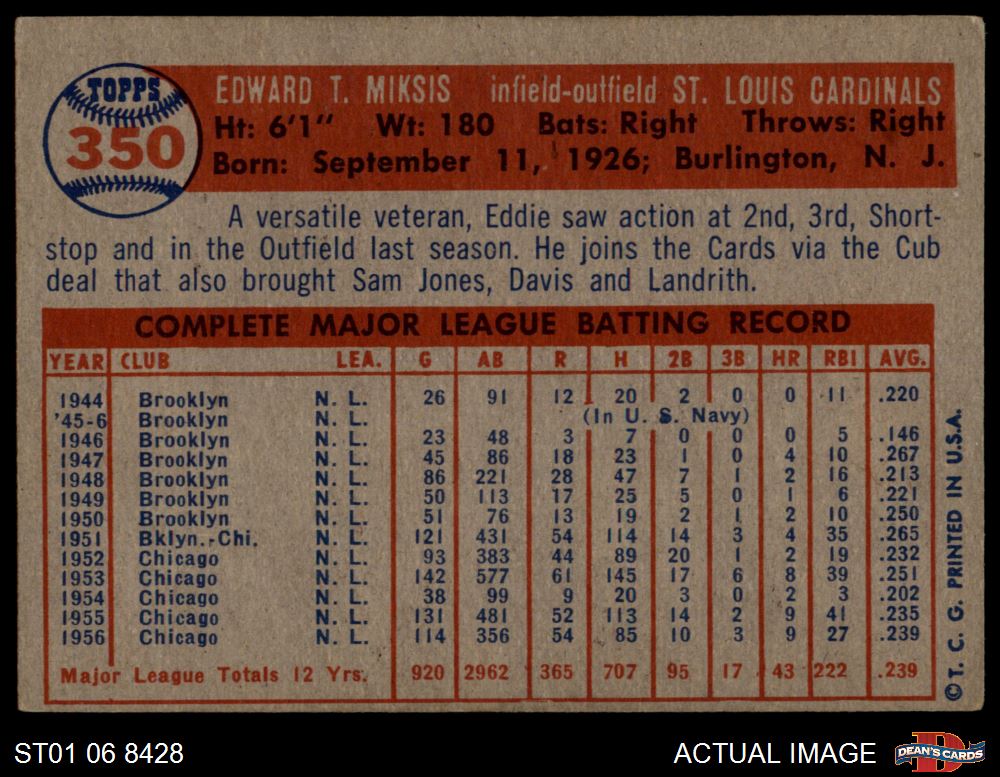 TOPPS
350
EDWARD T. MIKSIS infield-outfield ST. LOUIS CARDINALS
Ht: 6'1" Wt: 180 Bats: Right Throws: Right
Born: September 11, 1926; Burlington, N. J.
A versatile veteran, Eddie saw action at 2nd, 3rd, Short-
stop and in the Outfield last season. He joins the Cards via the Cub
deal that also brought Sam Jones, Davis and Landrith.
COMPLETE MAJOR LEAGUE BATTING RECORD
YEAR CLUB LEA. G AB R H 2B 3B HR RBI AVG.
1944 Brooklyn N. L. 26 91 12 20 2 0 0 11 .220
'45-6 Brooklyn N. L. (In U. S. Navy)
1946 Brooklyn N. L. 23 48 3 7 0 0 0 5 .146
1947 Brooklyn N. L. 45 86 18 23 1 0 4 10 .267
1948 Brooklyn N. L. 86 221 28 47 7 1 2 16 .213
1949 Brooklyn N. L. 50 113 17 25 5 0 1 6 .221
1950 Brooklyn N. L. 51 76 13 19 2 1 2 10 .250
1951 Bklyn.-Chi. N. L. 121 431 54 114 14 3 4 35 .265
1952 Chicago N. L. 93 383 44 89 20 1 2 19 .232
1953 Chicago N. L. 142 577 61 145 17 6 8 39 .251
1954 Chicago N. L. 38 99 9 20 3 0 2 3 .202
1955 Chicago N. L. 131 481 52 113 14 2 9 41 .235
1956 Chicago N. L. 114 356 54 85 10 3 9 27 .239
Major League Totals 12 Yrs. 920 2962 365 707 95 17 43 222 .239
© T. C. G. PRINTED IN U.S.A.
ST01 06 8428
ACTUAL IMAGE
D
DEAN'S CARDS